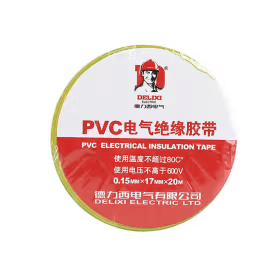 DELIXI
ELECTRIC
德力西电气
PVC电气绝缘胶带
PVC ELECTRICAL INSULATION TAPE
使用温度不超过80C°
使用电压不高于600V
0.15MM×17MM×20M
德力西电气有限公司
DELIXI ELECTRIC LTD